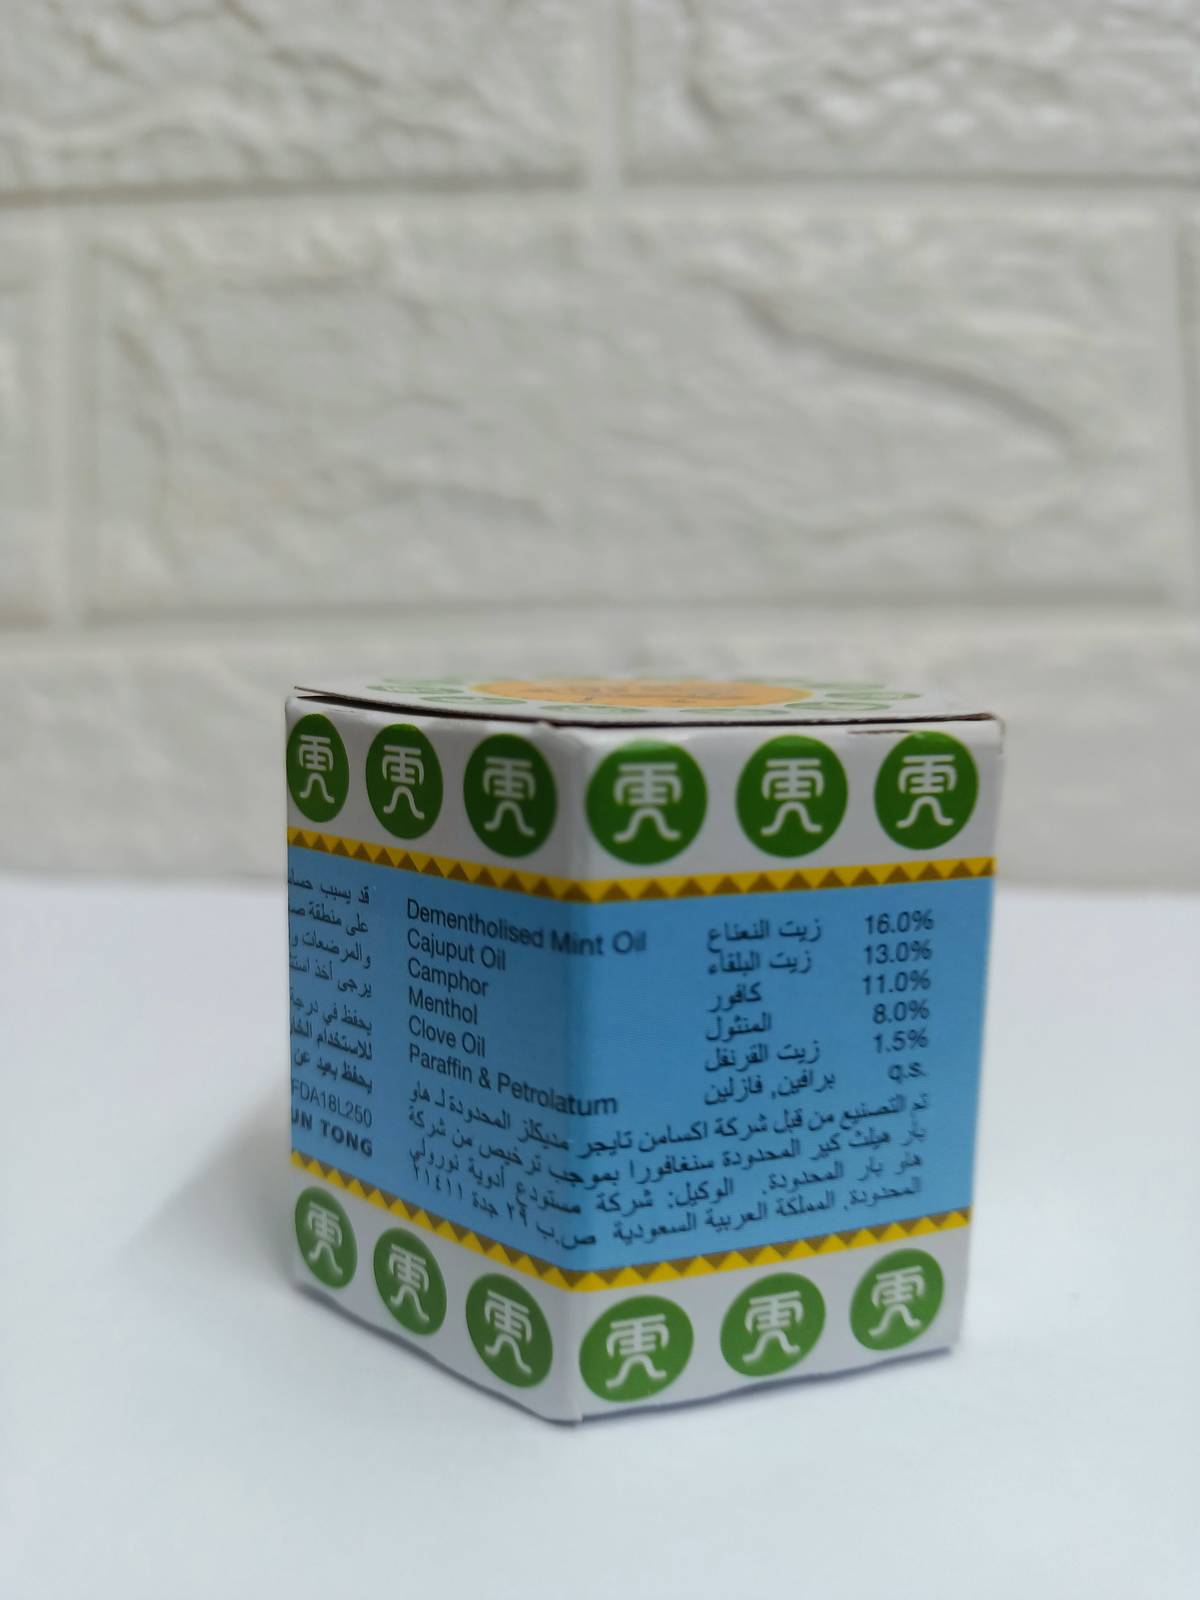 قد يسبب
على منطقة
والمرضعات
يرجى أخذ
يحفظ في
للاستخدام
يحفظ بعيد عن
FDA18L250
UN TONG
Dementholised Mint Oil زيت النعناع 16.0%
Cajuput Oil زيت البلقاء 13.0%
Camphor كافور 11.0%
Menthol المنثول 8.0%
Clove Oil زيت القرنفل 1.5%
Paraffin & Petrolatum برافين, فازلين q.s.
تم التصنيع من قبل شركة اكسامن تايجر مديكلز المحدودة لـ هاو
بار هيلث كير المحدودة سنغافورا بموجب ترخيص من شركة
هاو بار المحدودة. الوكيل: شركة مستودع أدوية نورولي
المحدودة, المملكة العربية السعودية ص.ب ٢٩ جدة ٢١٤١١